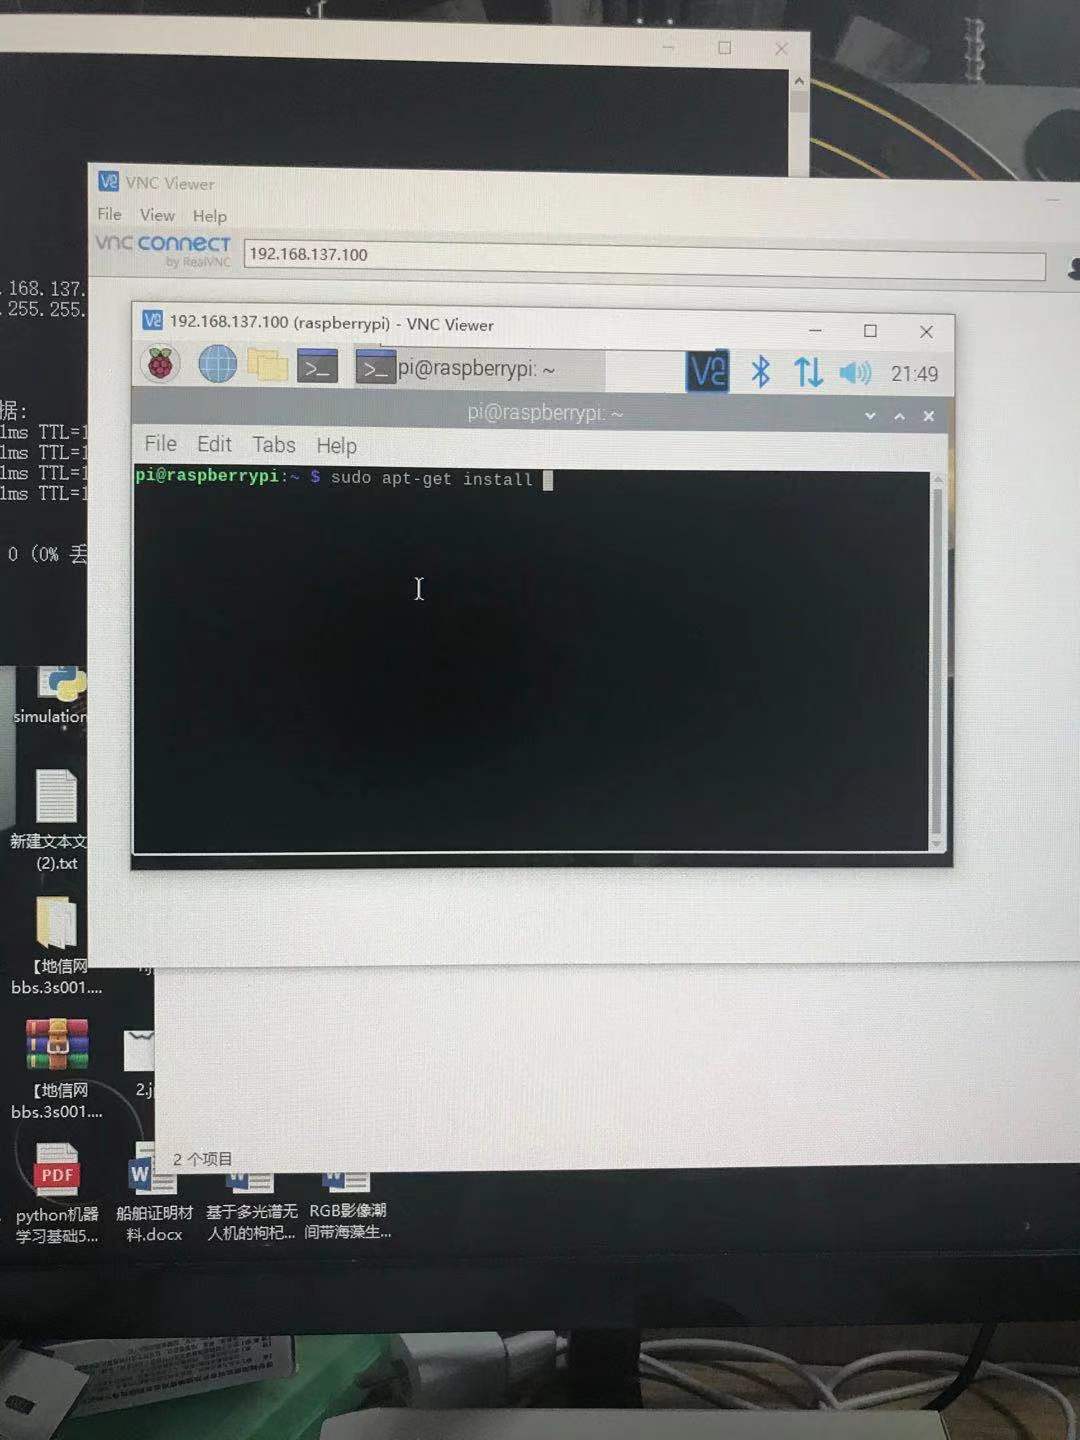 VNC Viewer
File View Help
vnc connect
by RealVNC
192.168.137.100
.168.137.
.255.255.
192.168.137.100 (raspberrypi) - VNC Viewer
pi@raspberrypi: ~
21:49
pi@raspberrypi: ~
File Edit Tabs Help
pi@raspberrypi:~ $ sudo apt-get install
据:
1ms TTL=1
1ms TTL=1
1ms TTL=1
1ms TTL=1
0 (0% 丢
simulation
新建文本文
(2).txt
【地信网
bbs.3s001....
【地信网
bbs.3s001....
2.j
2 个项目
PDF
python机器
学习基础5...
W
船舶证明材
料.docx
W
基于多光谱无
人机的枸杞...
W
RGB影像潮
间带海藻生...